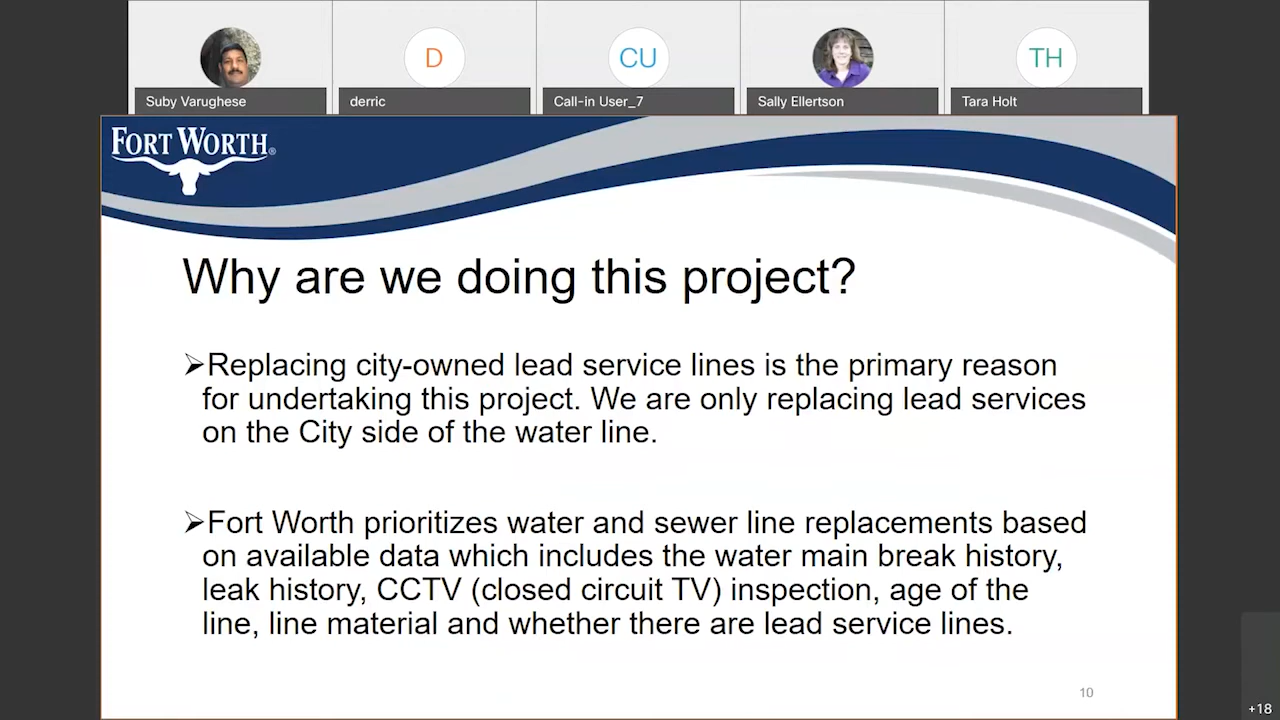 D
CU
TH
Suby Varughese
derric
Call-in User_7
Sally Ellertson
Tara Holt
FORT WORTH®
Why are we doing this project?
➢Replacing city-owned lead service lines is the primary reason
for undertaking this project. We are only replacing lead services
on the City side of the water line.
➢Fort Worth prioritizes water and sewer line replacements based
on available data which includes the water main break history,
leak history, CCTV (closed circuit TV) inspection, age of the
line, line material and whether there are lead service lines.
10
+18